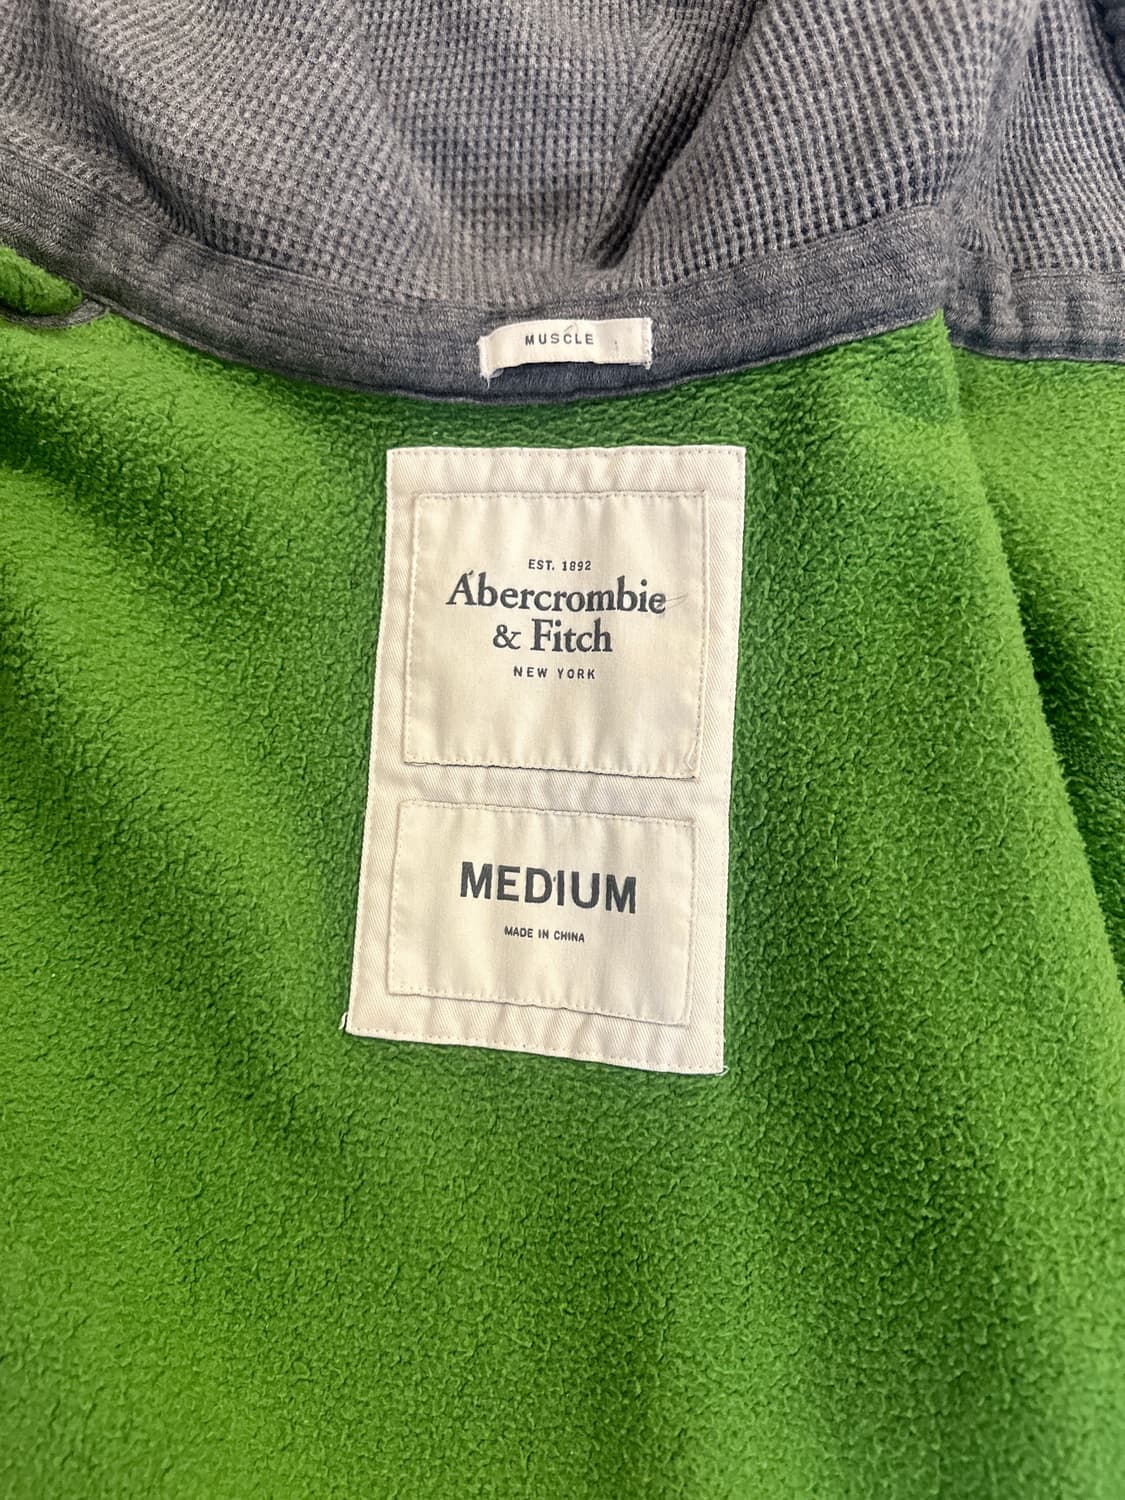 MUSCLE
EST. 1892
Abercrombie
& Fitch
NEW YORK
MEDIUM
MADE IN CHINA